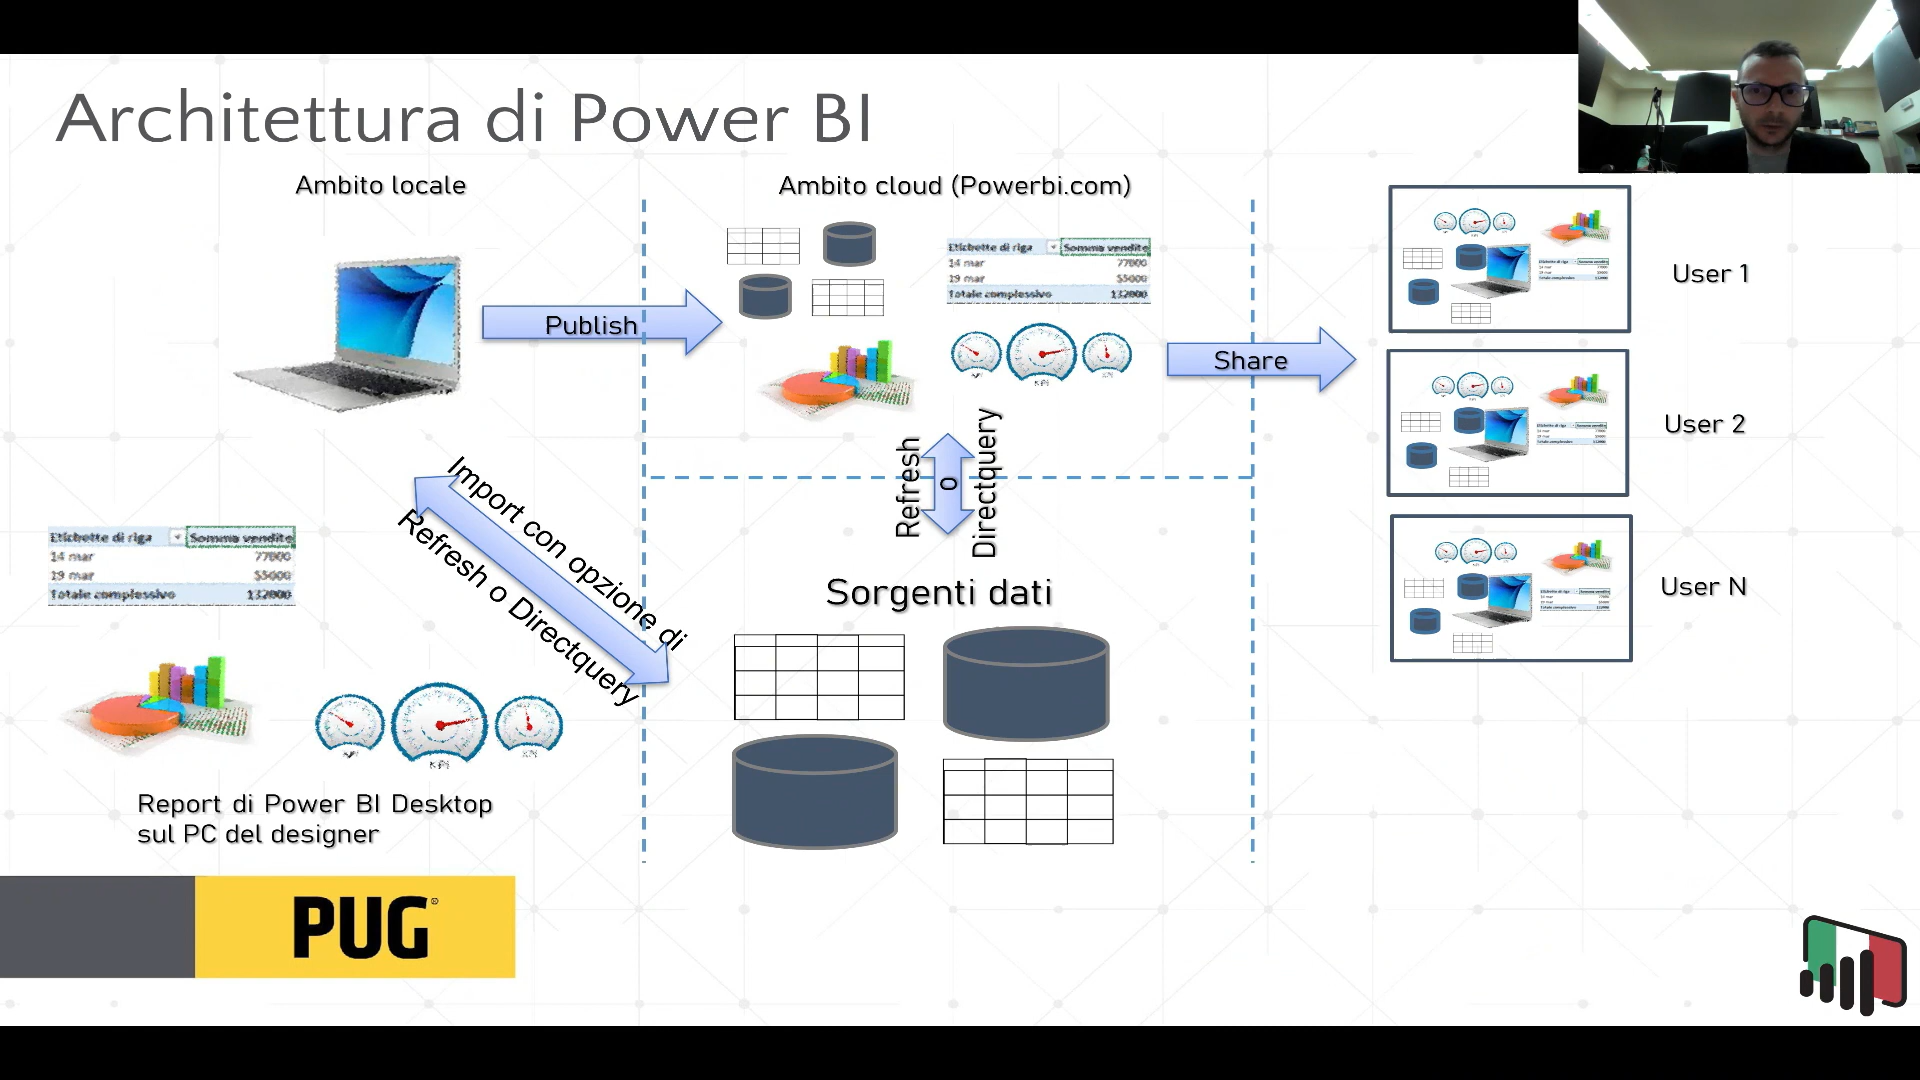 Architettura di Power BI
Ambito locale
Ambito cloud (Powerbi.com)
Etichette di riga Somma vendite
14 mar 77000
19 mar 55000
Totale complessivo 132000
KPI
Publish
Share
User 1
User 2
User N
Refresh
o
Directquery
Import con opzione di
Refresh o Directquery
Sorgenti dati
Etichette di riga Somma vendite
14 mar 77000
19 mar 55000
Totale complessivo 132000
KPI
Report di Power BI Desktop
sul PC del designer
PUG®